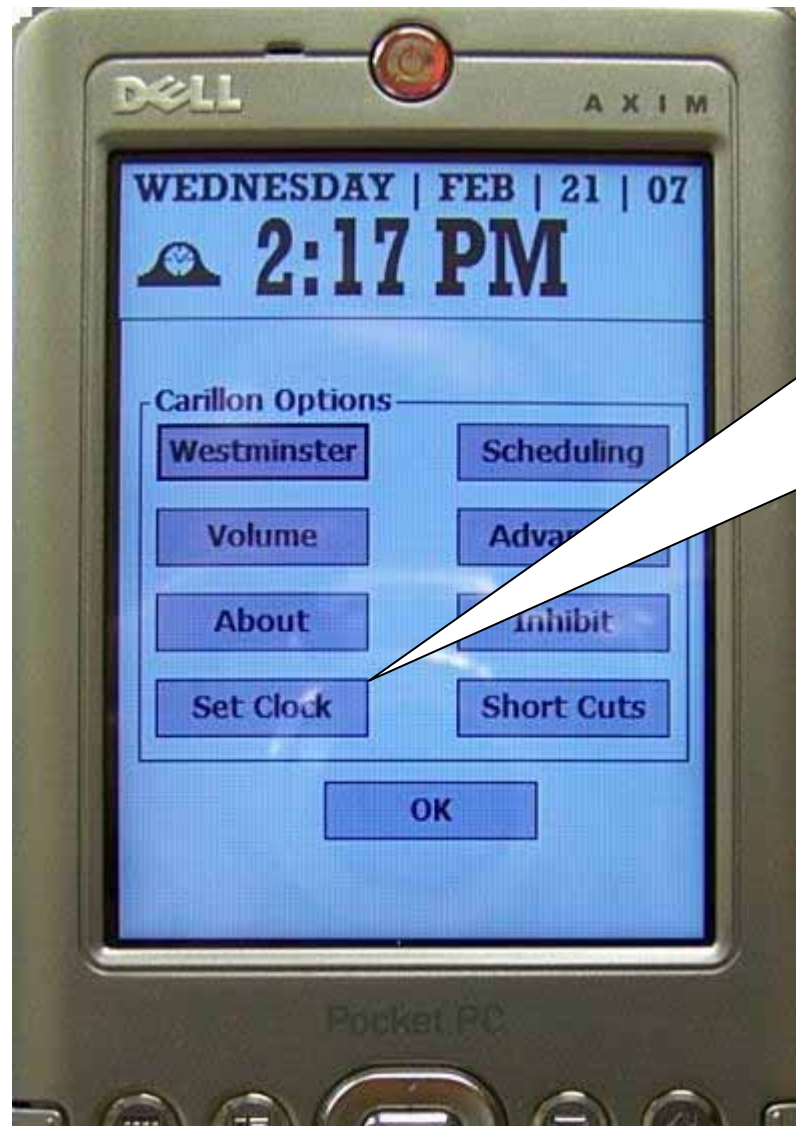 DELL
AXIM
WEDNESDAY | FEB | 21 | 07
2:17 PM
Carillon Options
Westminster Scheduling
Volume
About Inhibit
Set Clock Short Cuts
OK
Pocket PC